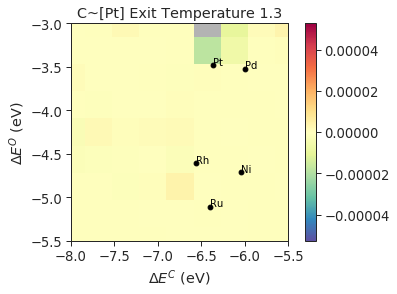 C~[Pt] Exit Temperature 1.3
−3.0
−3.5
−4.0
−4.5
−5.0
−5.5
ΔE^O (eV)
Pt
Pd
Rh
Ni
Ru
−8.0 −7.5 −7.0 −6.5 −6.0 −5.5
ΔE^C (eV)
0.00004
0.00002
0.00000
−0.00002
−0.00004